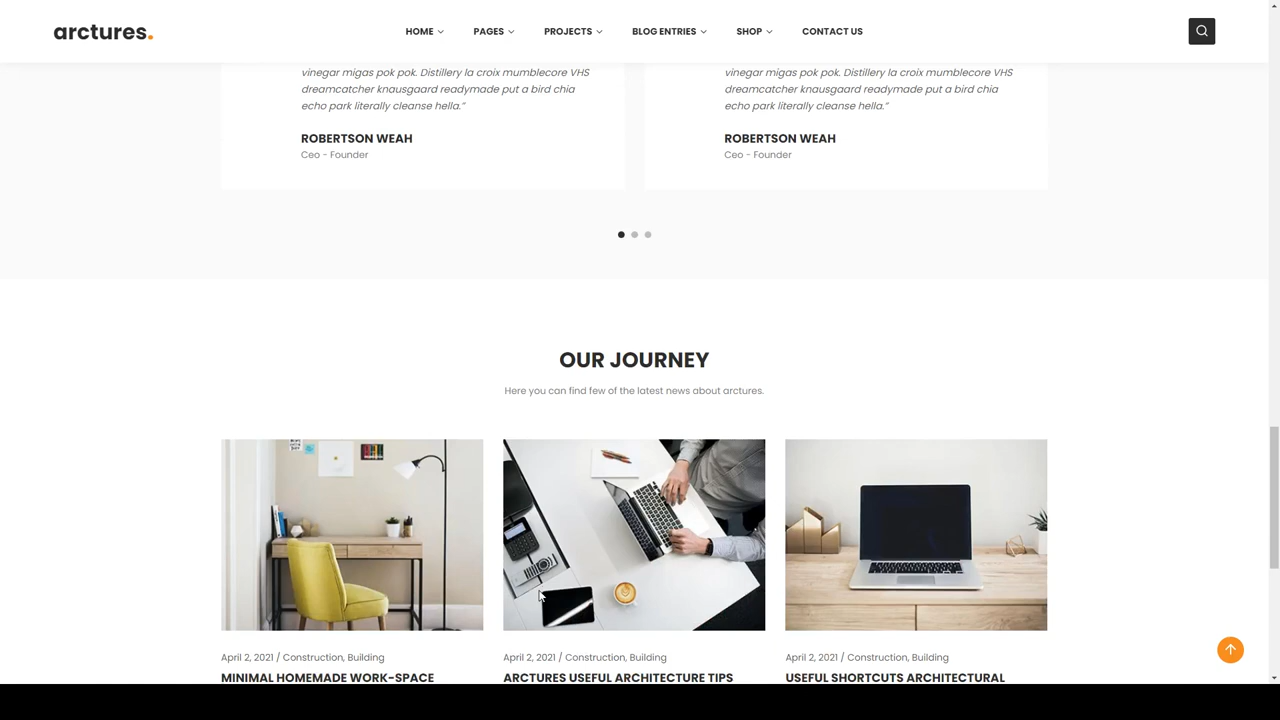 arctures.
HOME
PAGES
PROJECTS
BLOG ENTRIES
SHOP
CONTACT US
vinegar migas pok pok. Distillery la croix mumblecore VHS
dreamcatcher knausgaard readymade put a bird chia
echo park literally cleanse hella.”
ROBERTSON WEAH
Ceo - Founder
vinegar migas pok pok. Distillery la croix mumblecore VHS
dreamcatcher knausgaard readymade put a bird chia
echo park literally cleanse hella.”
ROBERTSON WEAH
Ceo - Founder
OUR JOURNEY
Here you can find few of the latest news about arctures.
April 2, 2021 / Construction, Building
MINIMAL HOMEMADE WORK-SPACE
April 2, 2021 / Construction, Building
ARCTURES USEFUL ARCHITECTURE TIPS
April 2, 2021 / Construction, Building
USEFUL SHORTCUTS ARCHITECTURAL